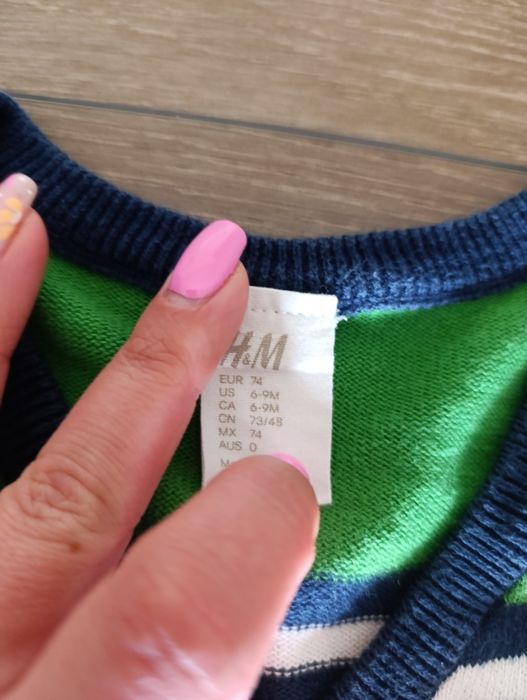 H&M
EUR 74
US 6-9M
CA 6-9M
CN 73/48
MX 74
AUS 0